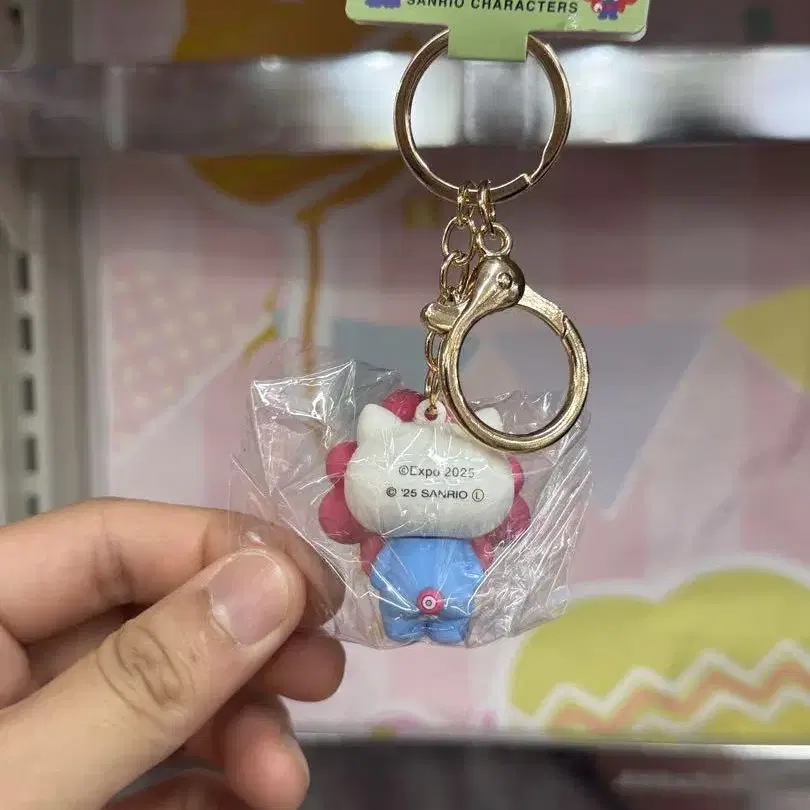 SANRIO CHARACTERS
©Expo 2025
© '25 SANRIO Ⓛ